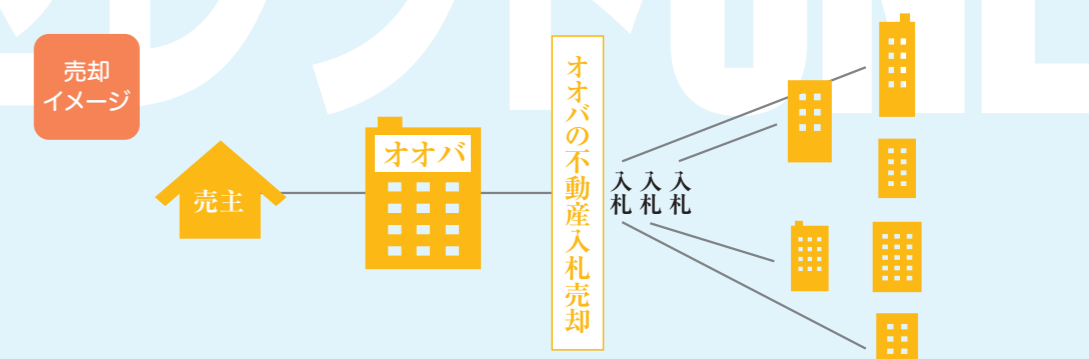 売却
イメージ
売主
オオバ
オオバの不動産入札売却
入札
入札
入札